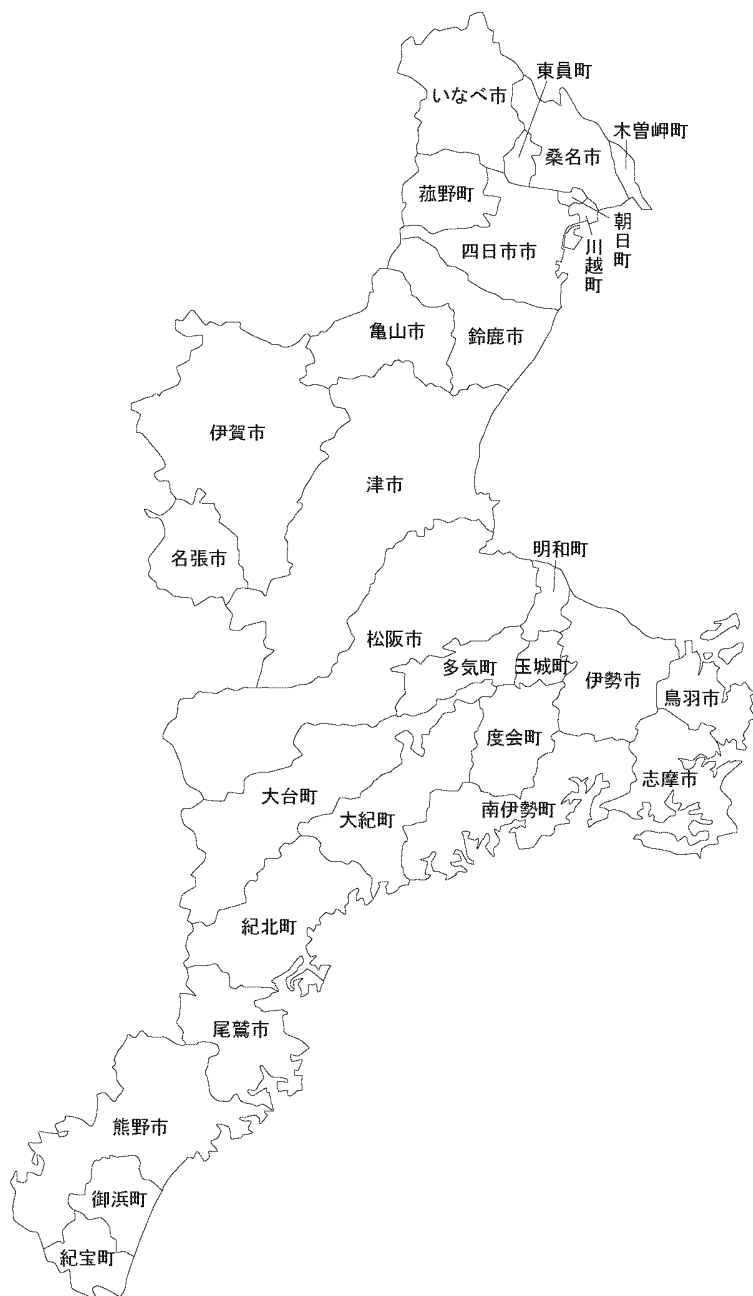 東員町
いなべ市
木曽岬町
桑名市
菰野町
朝日町
川越町
四日市市
亀山市
鈴鹿市
伊賀市
津市
明和町
名張市
松阪市
多気町
玉城町
伊勢市
鳥羽市
度会町
志摩市
大台町
大紀町
南伊勢町
紀北町
尾鷲市
熊野市
御浜町
紀宝町